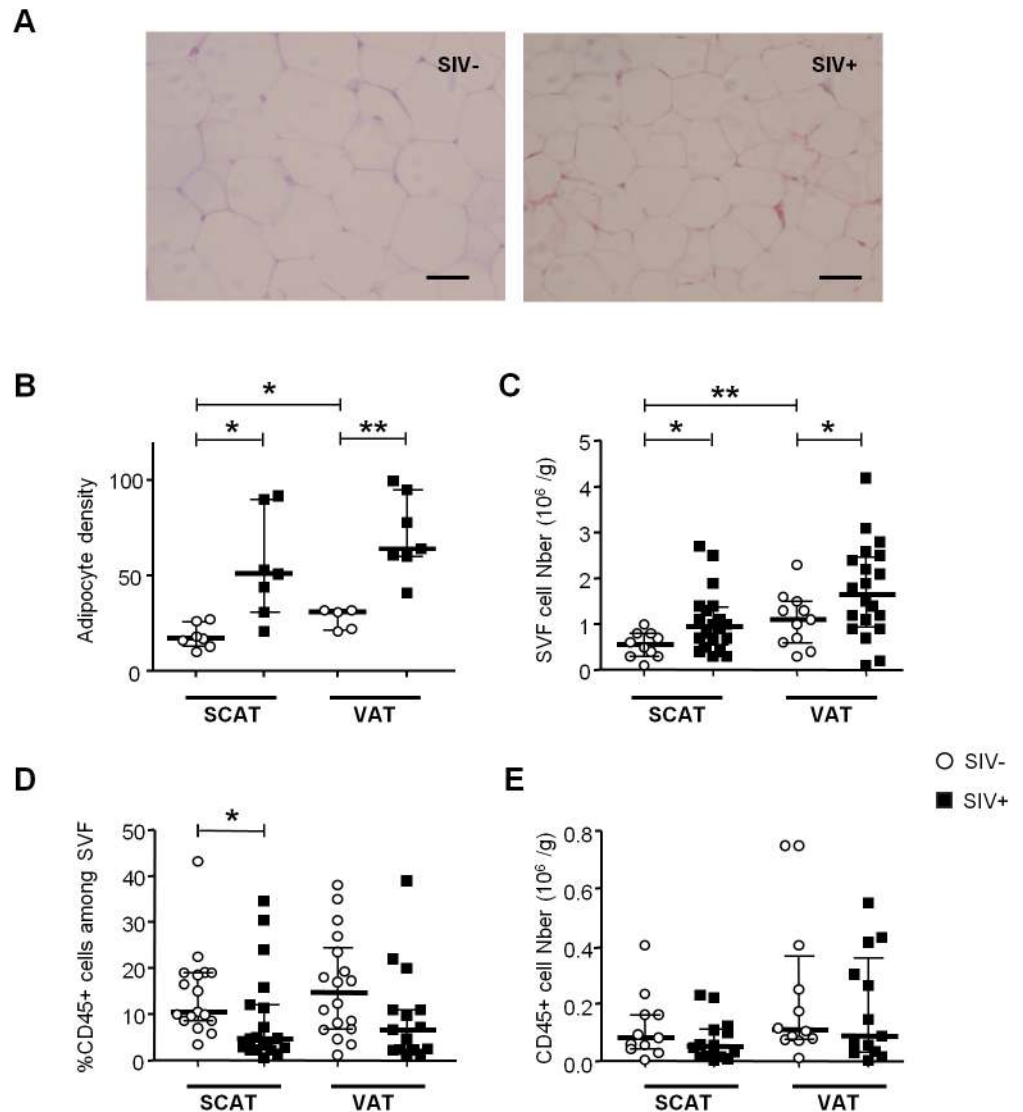 A
SIV-
SIV+
B
*
*
**
Adipocyte density
100
50
0
SCAT
VAT
C
**
*
*
SVF cell Nber (10⁶ /g)
5
4
3
2
1
0
SCAT
VAT
○ SIV-
■ SIV+
D
*
%CD45+ cells among SVF
50
40
30
20
10
0
SCAT
VAT
E
CD45+ cell Nber (10⁶ /g)
0.8
0.6
0.4
0.2
0.0
SCAT
VAT